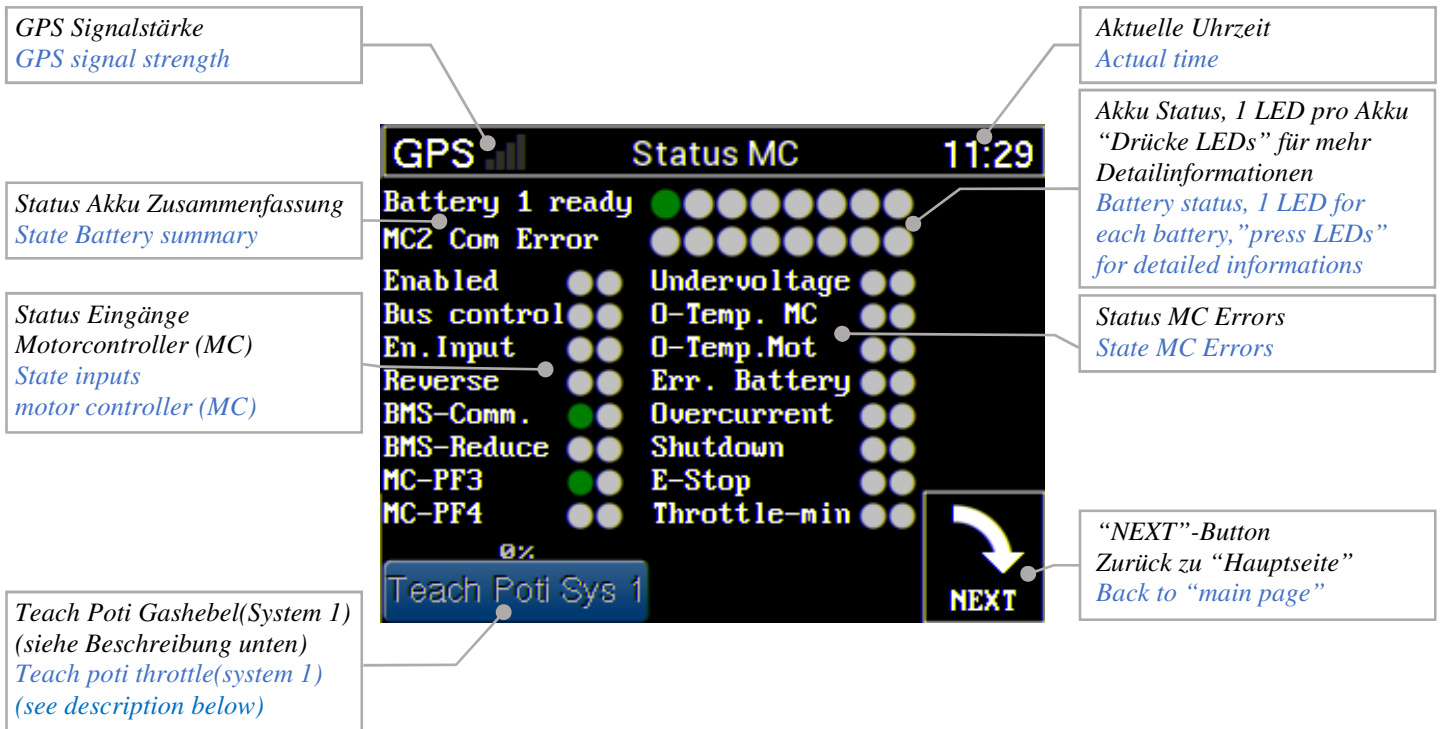 GPS Signalstärke
GPS signal strength
Aktuelle Uhrzeit
Actual time
Akku Status, 1 LED pro Akku
“Drücke LEDs” für mehr
Detailinformationen
Battery status, 1 LED for
each battery,”press LEDs”
for detailed informations
Status Akku Zusammenfassung
State Battery summary
Status Eingänge
Motorcontroller (MC)
State inputs
motor controller (MC)
Status MC Errors
State MC Errors
“NEXT”-Button
Zurück zu “Hauptseite”
Back to “main page”
Teach Poti Gashebel(System 1)
(siehe Beschreibung unten)
Teach poti throttle(system 1)
(see description below)
GPS Status MC 11:29
Battery 1 ready
MC2 Com Error
Enabled Undervoltage
Bus control O-Temp. MC
En.Input O-Temp.Mot
Reverse Err. Battery
BMS-Comm. Overcurrent
BMS-Reduce Shutdown
MC-PF3 E-Stop
MC-PF4 Throttle-min
0%
Teach Poti Sys 1
NEXT